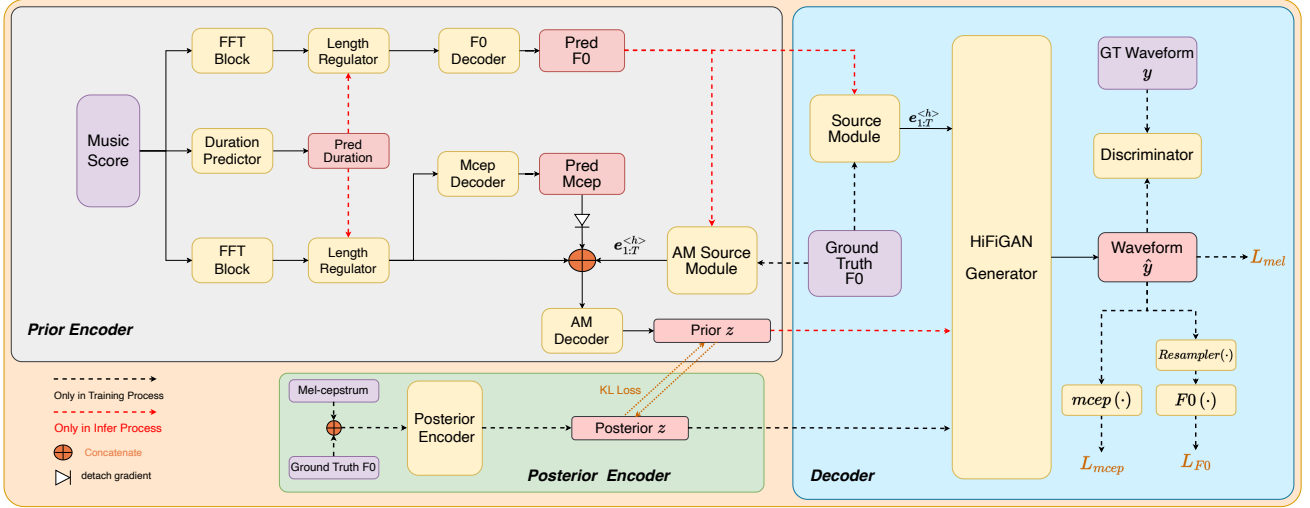 FFT
Block
Length
Regulator
F0
Decoder
Pred
F0
Music
Score
Duration
Predictor
Pred
Duration
Mcep
Decoder
Pred
Mcep
FFT
Block
Length
Regulator
e<h>1:T
AM Source
Module
AM
Decoder
Prior z
Prior Encoder
Source
Module
e<h>1:T
Ground
Truth
F0
HiFiGAN
Generator
GT Waveform
y
Discriminator
Waveform
ŷ
Lmel
Resampler(·)
mcep(·)
F0(·)
Lmcep
LF0
Decoder
Only in Training Process
Only in Infer Process
Concatenate
detach gradient
Mel-cepstrum
Ground Truth F0
Posterior
Encoder
KL Loss
Posterior z
Posterior Encoder